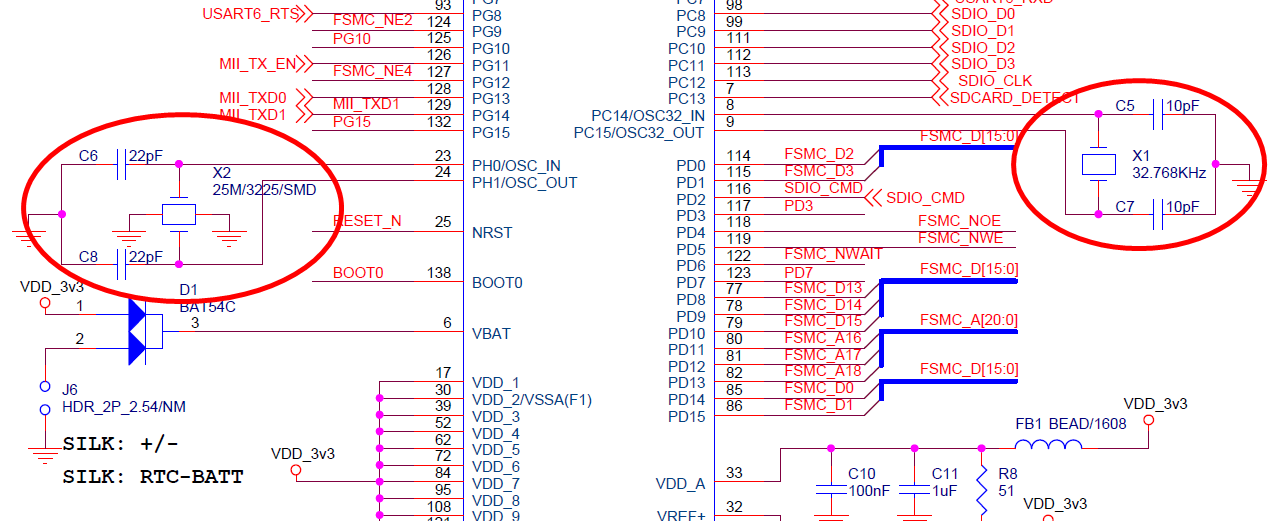 93
USART6_RTS
PG8
FSMC_NE2
124
PG9
PG10
125
PG10
MII_TX_EN
126
PG11
FSMC_NE4
127
PG12
MII_TXD0
128
PG13
MII_TXD1
MII_TXD1
129
PG14
PG15
132
PG15
C6
22pF
23
PH0/OSC_IN
X2
24
PH1/OSC_OUT
25M/3225/SMD
RESET_N
25
NRST
C8
22pF
BOOT0
138
BOOT0
VDD_3v3
D1
BAT54C
1
3
6
VBAT
2
J6
HDR_2P_2.54/NM
SILK: +/-
SILK: RTC-BATT
VDD_3v3
17
VDD_1
30
VDD_2/VSSA(F1)
39
VDD_3
52
VDD_4
62
VDD_5
72
VDD_6
84
VDD_7
95
VDD_8
108
VDD_9
98
PC8
SDIO_D0
99
PC9
SDIO_D1
111
PC10
SDIO_D2
112
PC11
SDIO_D3
113
PC12
SDIO_CLK
7
PC13
SDCARD_DETECT
8
PC14/OSC32_IN
9
PC15/OSC32_OUT
C5
10pF
X1
32.768KHz
C7
10pF
FSMC_D[15:0]
114
FSMC_D2
PD0
115
FSMC_D3
PD1
116
SDIO_CMD
SDIO_CMD
PD2
117
PD3
PD3
118
FSMC_NOE
PD4
119
FSMC_NWE
PD5
122
FSMC_NWAIT
PD6
123
PD7
PD7
FSMC_D[15:0]
77
FSMC_D13
PD8
78
FSMC_D14
PD9
79
FSMC_D15
PD10
FSMC_A[20:0]
80
FSMC_A16
PD11
81
FSMC_A17
PD12
82
FSMC_A18
PD13
FSMC_D[15:0]
85
FSMC_D0
PD14
86
FSMC_D1
PD15
VDD_3v3
FB1 BEAD/1608
33
VDD_A
C10
100nF
C11
1uF
R8
51
32
VREF+
VDD_3v3